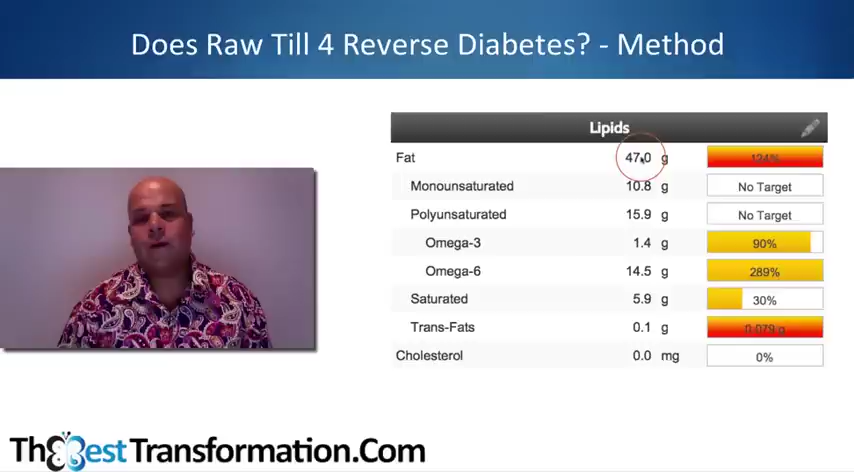 Does Raw Till 4 Reverse Diabetes? - Method
Lipids
Fat 47.0 g 124%
Monounsaturated 10.8 g No Target
Polyunsaturated 15.9 g No Target
Omega-3 1.4 g 90%
Omega-6 14.5 g 289%
Saturated 5.9 g 30%
Trans-Fats 0.1 g 0.079 g
Cholesterol 0.0 mg 0%
TheBestTransformation.Com